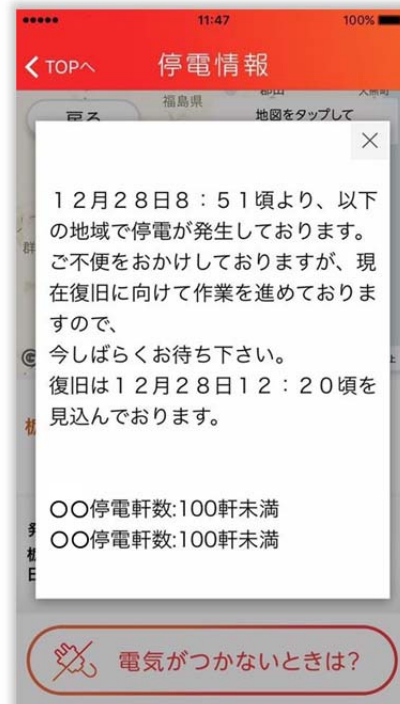 11:47
100%
TOPへ
停電情報
福島県
郡山
大熊町
戻る
地図をタップして
×
１２月２８日８：５１頃より、以下
の地域で停電が発生しております。
ご不便をおかけしておりますが、現
在復旧に向けて作業を進めておりま
すので、
今しばらくお待ち下さい。
復旧は１２月２８日１２：２０頃を
見込んでおります。
〇〇停電軒数:100軒未満
〇〇停電軒数:100軒未満
電気がつかないときは?